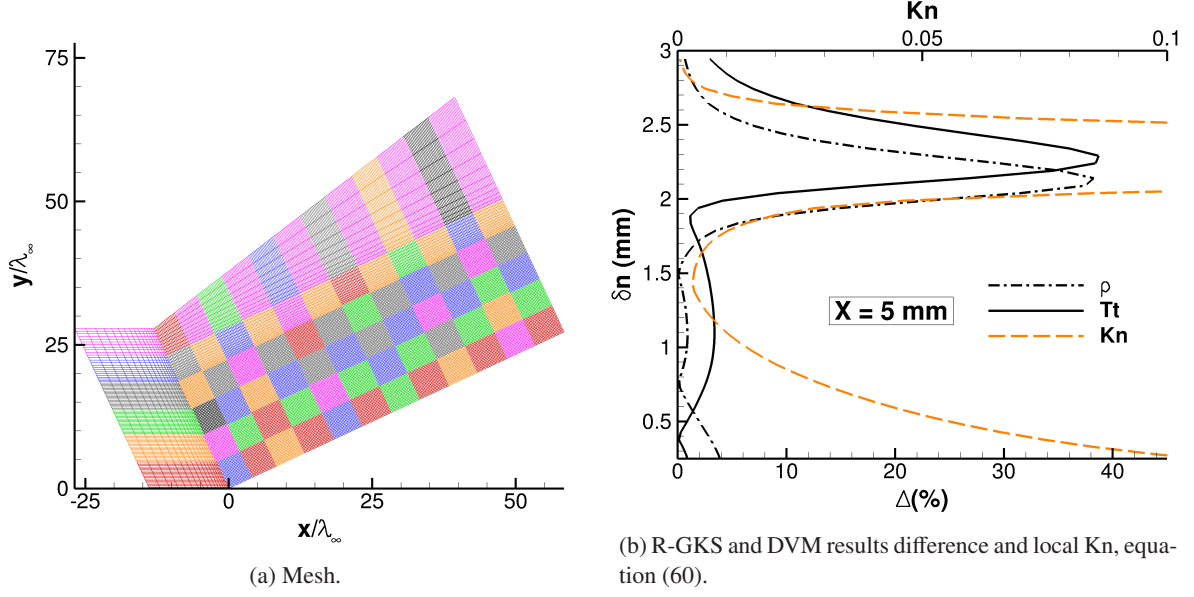 75
50
25
0
y/λ∞
-25
0
25
50
x/λ∞
(a) Mesh.
Kn
0
0.05
0.1
3
2.5
2
1.5
1
0.5
δn (mm)
X = 5 mm
ρ
Tt
Kn
0
10
20
30
40
Δ(%)
(b) R-GKS and DVM results difference and local Kn, equa-
tion (60).